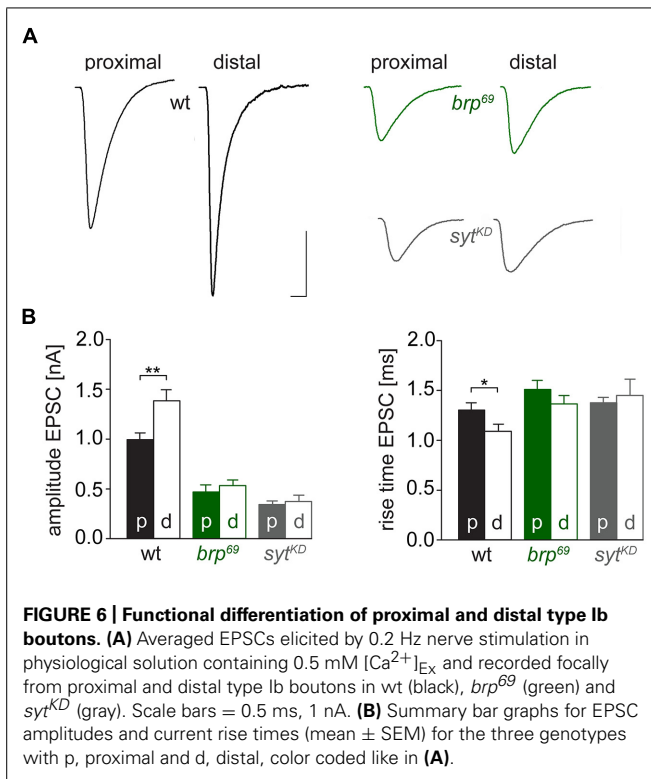 A
proximal distal proximal distal
wt brp⁶⁹
sytᴷᴰ
B
amplitude EPSC [nA]
2.0
1.5
1.0
0.5
0.0
**
p d p d p d
wt brp⁶⁹ sytᴷᴰ
rise time EPSC [ms]
2.0
1.5
1.0
0.5
0.0
*
p d p d p d
wt brp⁶⁹ sytᴷᴰ
FIGURE 6 | Functional differentiation of proximal and distal type Ib
boutons. (A) Averaged EPSCs elicited by 0.2 Hz nerve stimulation in
physiological solution containing 0.5 mM [Ca²⁺]Ex and recorded focally
from proximal and distal type Ib boutons in wt (black), brp⁶⁹ (green) and
sytᴷᴰ (gray). Scale bars = 0.5 ms, 1 nA. (B) Summary bar graphs for EPSC
amplitudes and current rise times (mean ± SEM) for the three genotypes
with p, proximal and d, distal, color coded like in (A).